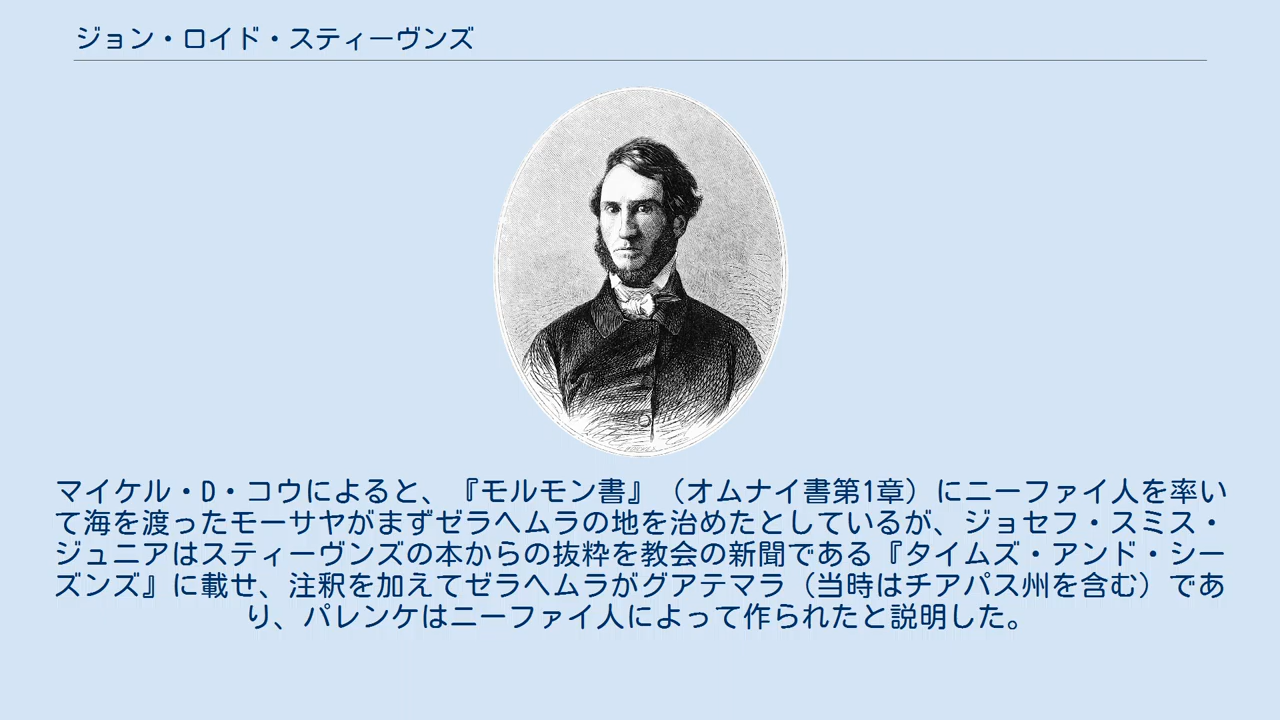 ジョン・ロイド・スティーヴンズ
マイケル・D・コウによると、『モルモン書』（オムナイ書第1章）にニーファイ人を率い
て海を渡ったモーサヤがまずゼラヘムラの地を治めたとしているが、ジョセフ・スミス・
ジュニアはスティーヴンズの本からの抜粋を教会の新聞である『タイムズ・アンド・シー
ズンズ』に載せ、注釈を加えてゼラヘムラがグアテマラ（当時はチアパス州を含む）であ
り、パレンケはニーファイ人によって作られたと説明した。